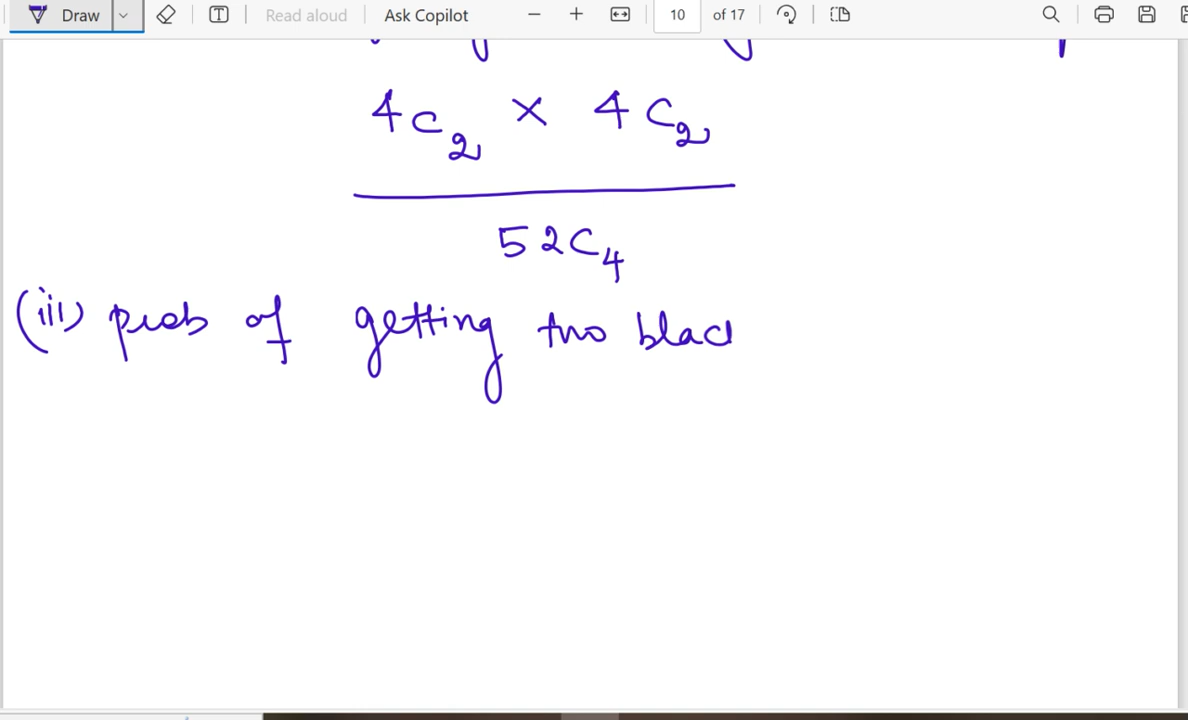 Draw Read aloud Ask Copilot 10 of 17
4C2 × 4C2
52C4
(iii) prob of getting two blac